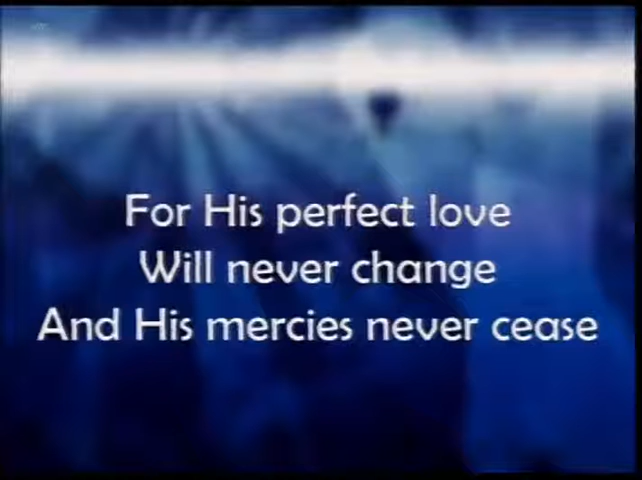 For His perfect love
Will never change
And His mercies never cease